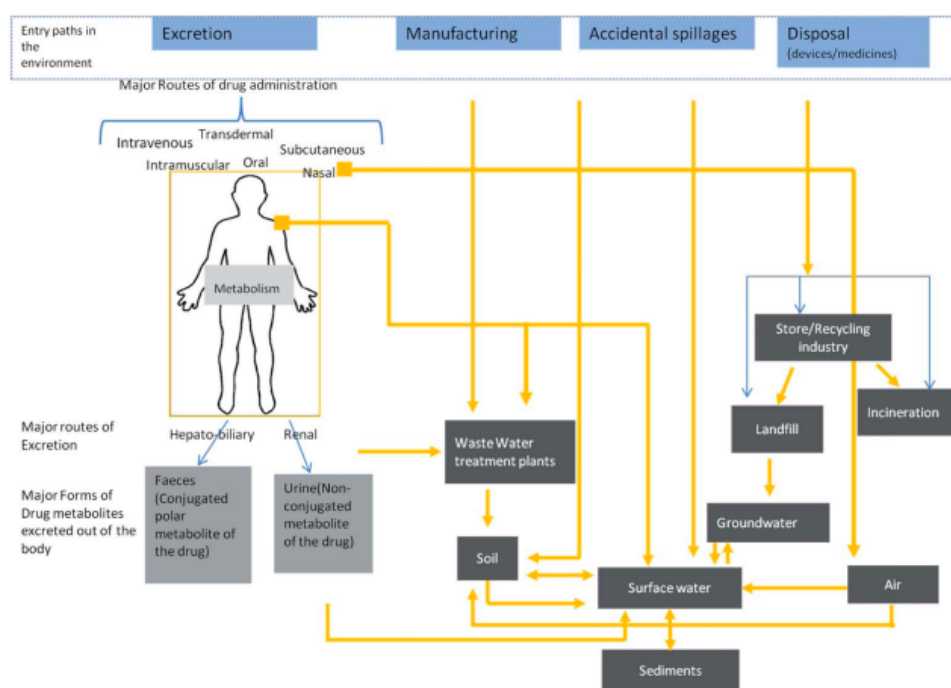 Entry paths in
the
environment
Excretion
Manufacturing
Accidental spillages
Disposal
(devices/medicines)
Major Routes of drug administration
Intravenous
Transdermal
Subcutaneous
Intramuscular
Oral
Nasal
Metabolism
Store/Recycling
industry
Landfill
Incineration
Major routes of
Excretion
Hepato-biliary
Renal
Waste Water
treatment plants
Major Forms of
Drug metabolites
excreted out of the
body
Faeces
(Conjugated
polar
metabolite of
the drug)
Urine(Non-
conjugated
metabolite
of the drug)
Groundwater
Soil
Surface water
Air
Sediments